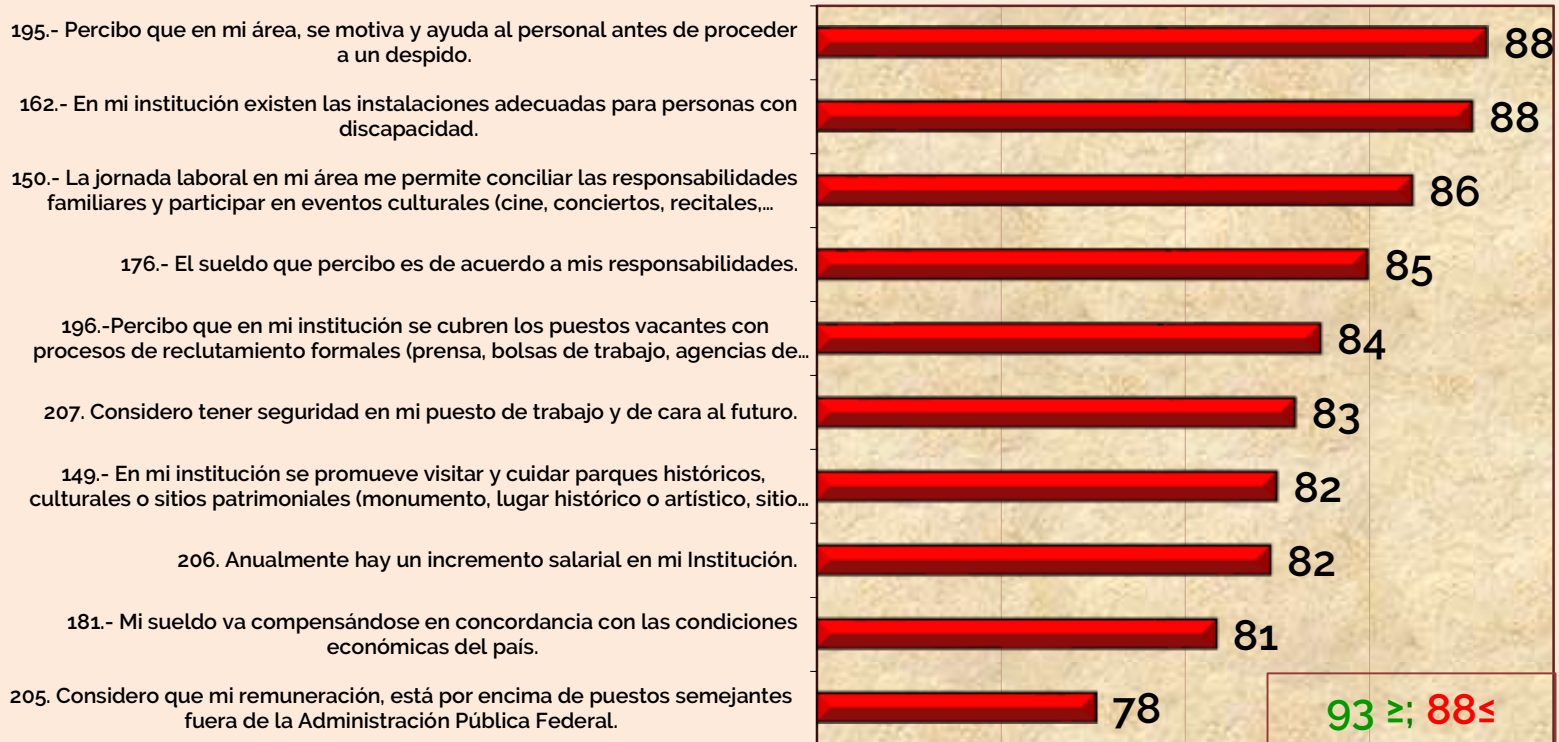 195.- Percibo que en mi área, se motiva y ayuda al personal antes de proceder
a un despido.
88
162.- En mi institución existen las instalaciones adecuadas para personas con
discapacidad.
88
150.- La jornada laboral en mi área me permite conciliar las responsabilidades
familiares y participar en eventos culturales (cine, conciertos, recitales,...
86
176.- El sueldo que percibo es de acuerdo a mis responsabilidades.
85
196.-Percibo que en mi institución se cubren los puestos vacantes con
procesos de reclutamiento formales (prensa, bolsas de trabajo, agencias de...
84
207. Considero tener seguridad en mi puesto de trabajo y de cara al futuro.
83
149.- En mi institución se promueve visitar y cuidar parques históricos,
culturales o sitios patrimoniales (monumento, lugar histórico o artístico, sitio...
82
206. Anualmente hay un incremento salarial en mi Institución.
82
181.- Mi sueldo va compensándose en concordancia con las condiciones
económicas del país.
81
205. Considero que mi remuneración, está por encima de puestos semejantes
fuera de la Administración Pública Federal.
78
93 ≥; 88≤